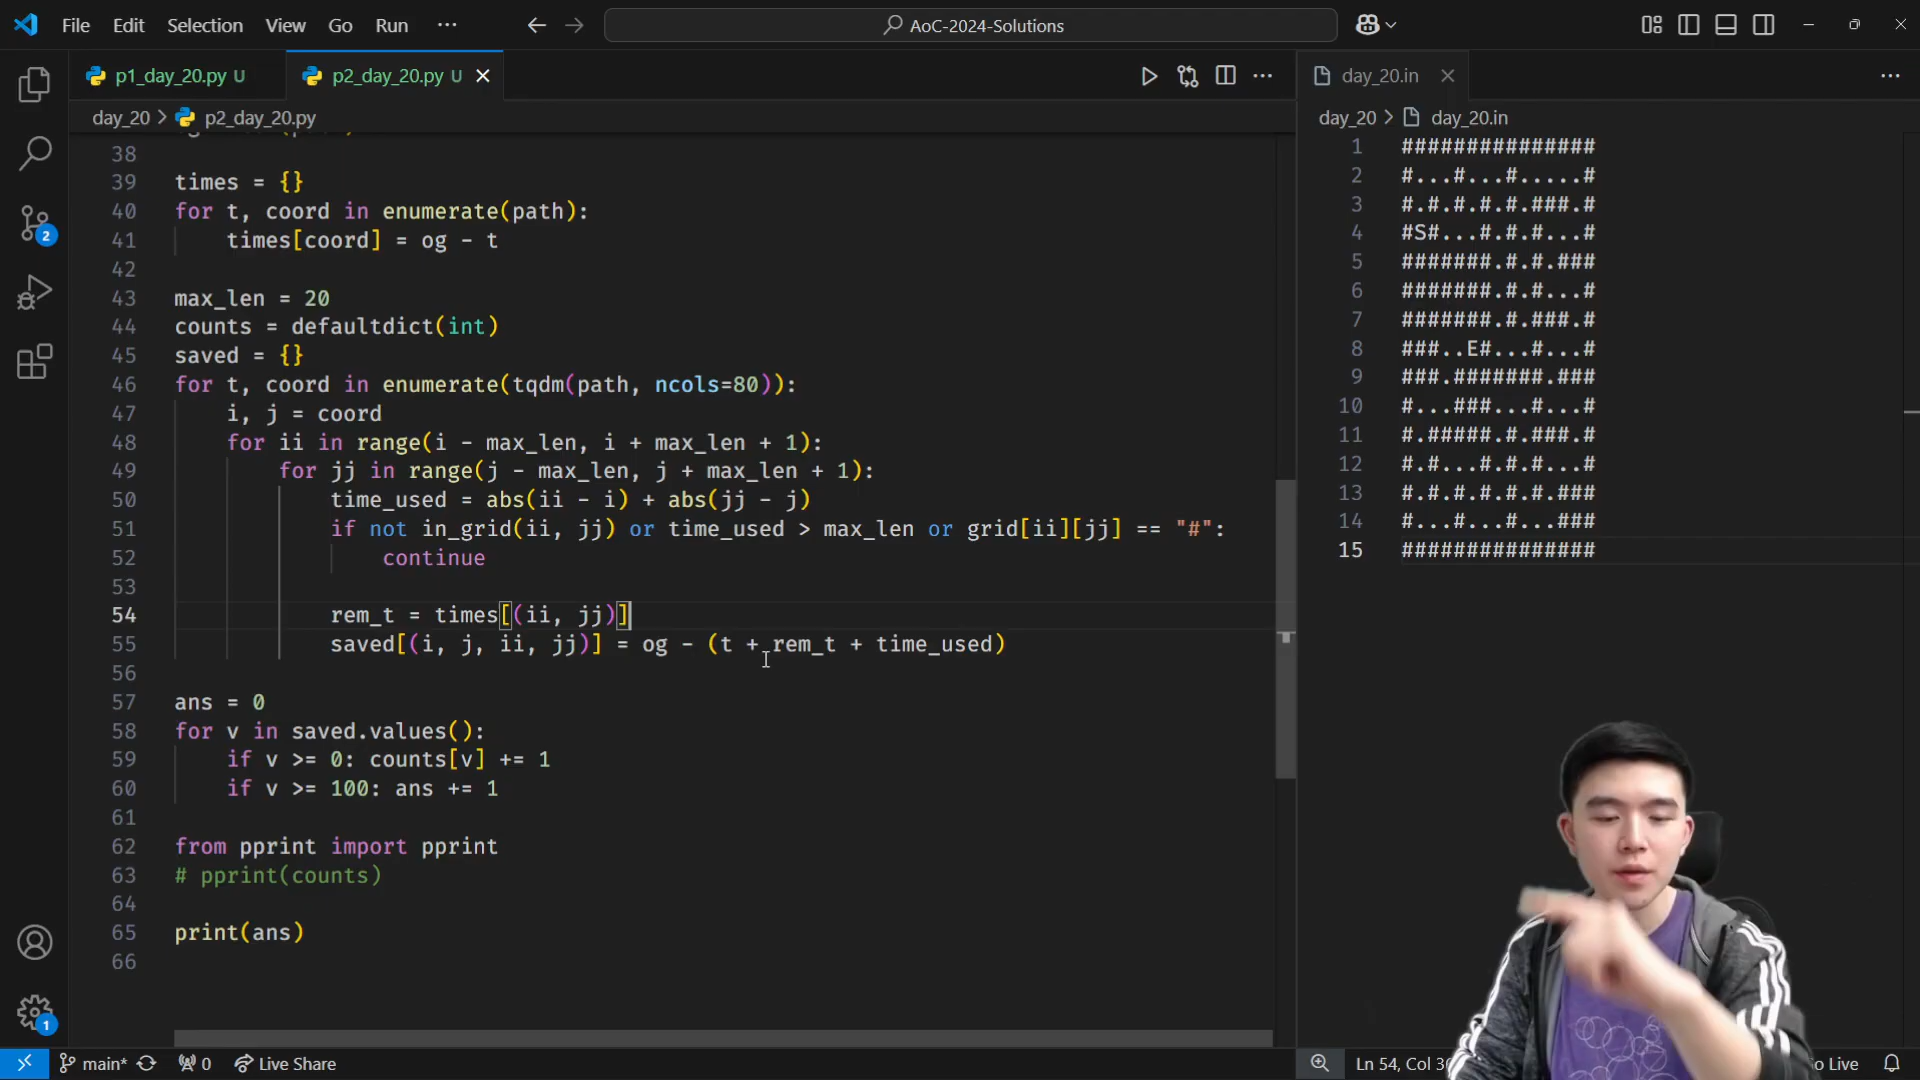 File Edit Selection View Go Run ···
AoC-2024-Solutions
p1_day_20.py U
p2_day_20.py U
day_20 > p2_day_20.py
38
39 times = {}
40 for t, coord in enumerate(path):
41 times[coord] = og - t
42
43 max_len = 20
44 counts = defaultdict(int)
45 saved = {}
46 for t, coord in enumerate(tqdm(path, ncols=80)):
47 i, j = coord
48 for ii in range(i - max_len, i + max_len + 1):
49 for jj in range(j - max_len, j + max_len + 1):
50 time_used = abs(ii - i) + abs(jj - j)
51 if not in_grid(ii, jj) or time_used > max_len or grid[ii][jj] == "#":
52 continue
53
54 rem_t = times[(ii, jj)]
55 saved[(i, j, ii, jj)] = og - (t + rem_t + time_used)
56
57 ans = 0
58 for v in saved.values():
59 if v >= 0: counts[v] += 1
60 if v >= 100: ans += 1
61
62 from pprint import pprint
63 # pprint(counts)
64
65 print(ans)
66
day_20.in
day_20 > day_20.in
1 ###############
2 #...#...#.....#
3 #.#.#.#.#.###.#
4 #S#...#.#.#...#
5 #######.#.#.###
6 #######.#.#...#
7 #######.#.###.#
8 ###..E#...#...#
9 ###.#######.###
10 #...###...#...#
11 #.#####.#.###.#
12 #.#...#.#.#...#
13 #.#.#.#.#.#.###
14 #...#...#...###
15 ###############
2
1
main* 0 Live Share
Ln 54, Col
Live